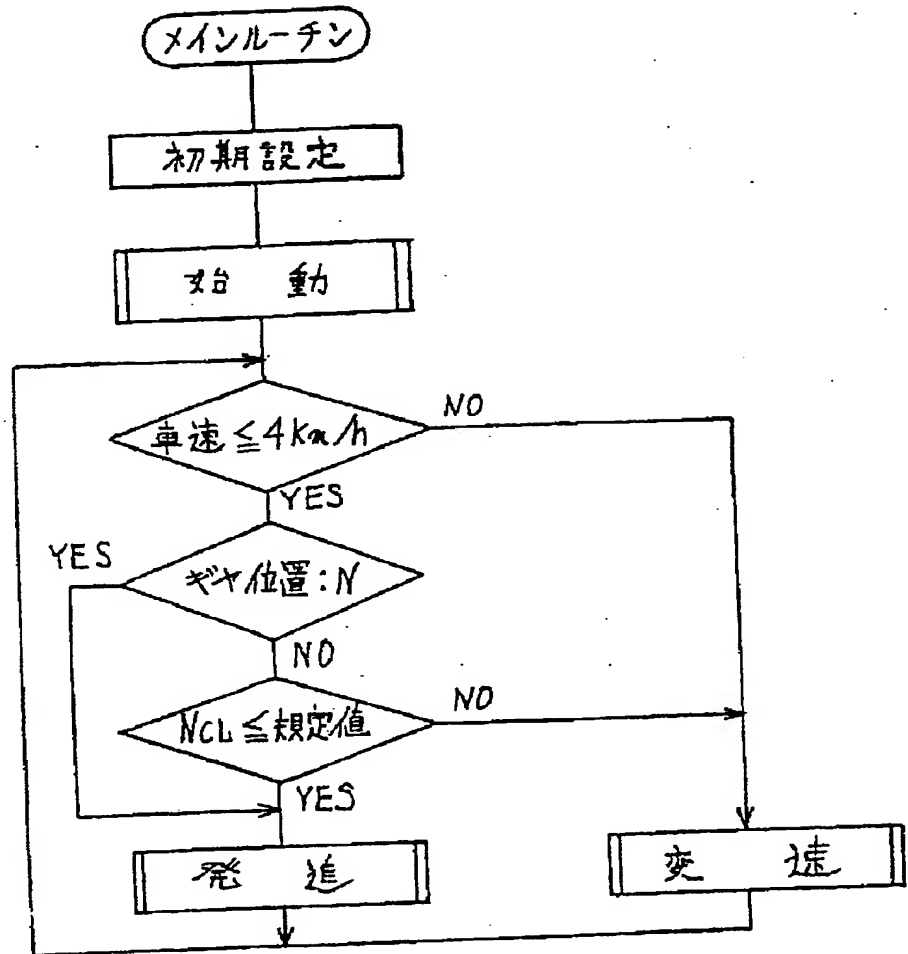 メインルーチン
初期設定
始 動
車速≦4Km/h
NO
YES
YES
ギヤ位置:N
NO
NCL≦規定値
NO
YES
発 進
変 速